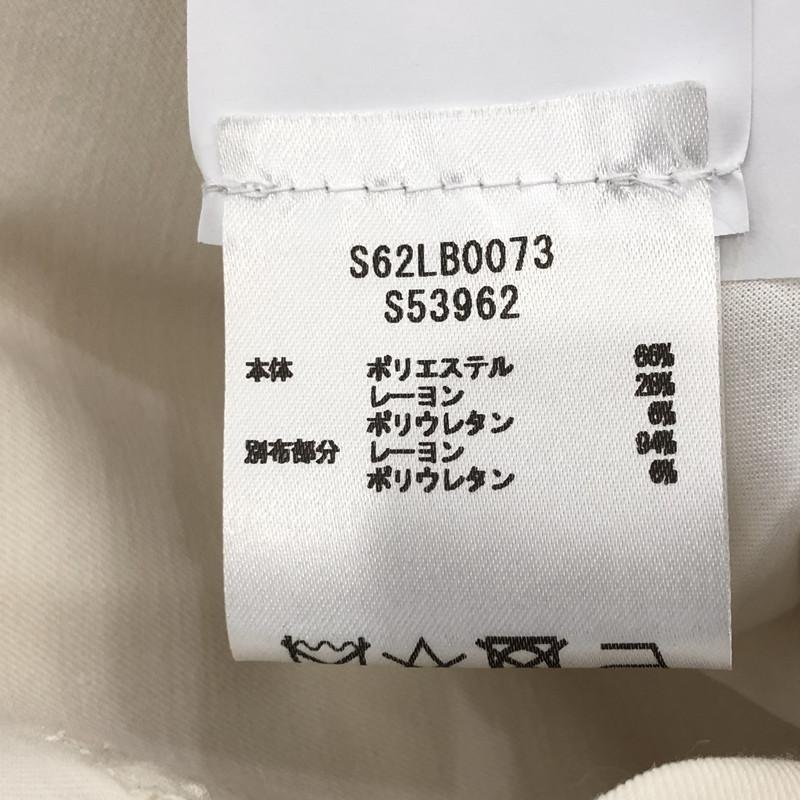 S62LB0073
S53962
本体 ポリエステル 66%
レーヨン 28%
ポリウレタン 6%
別布部分 レーヨン 94%
ポリウレタン 6%